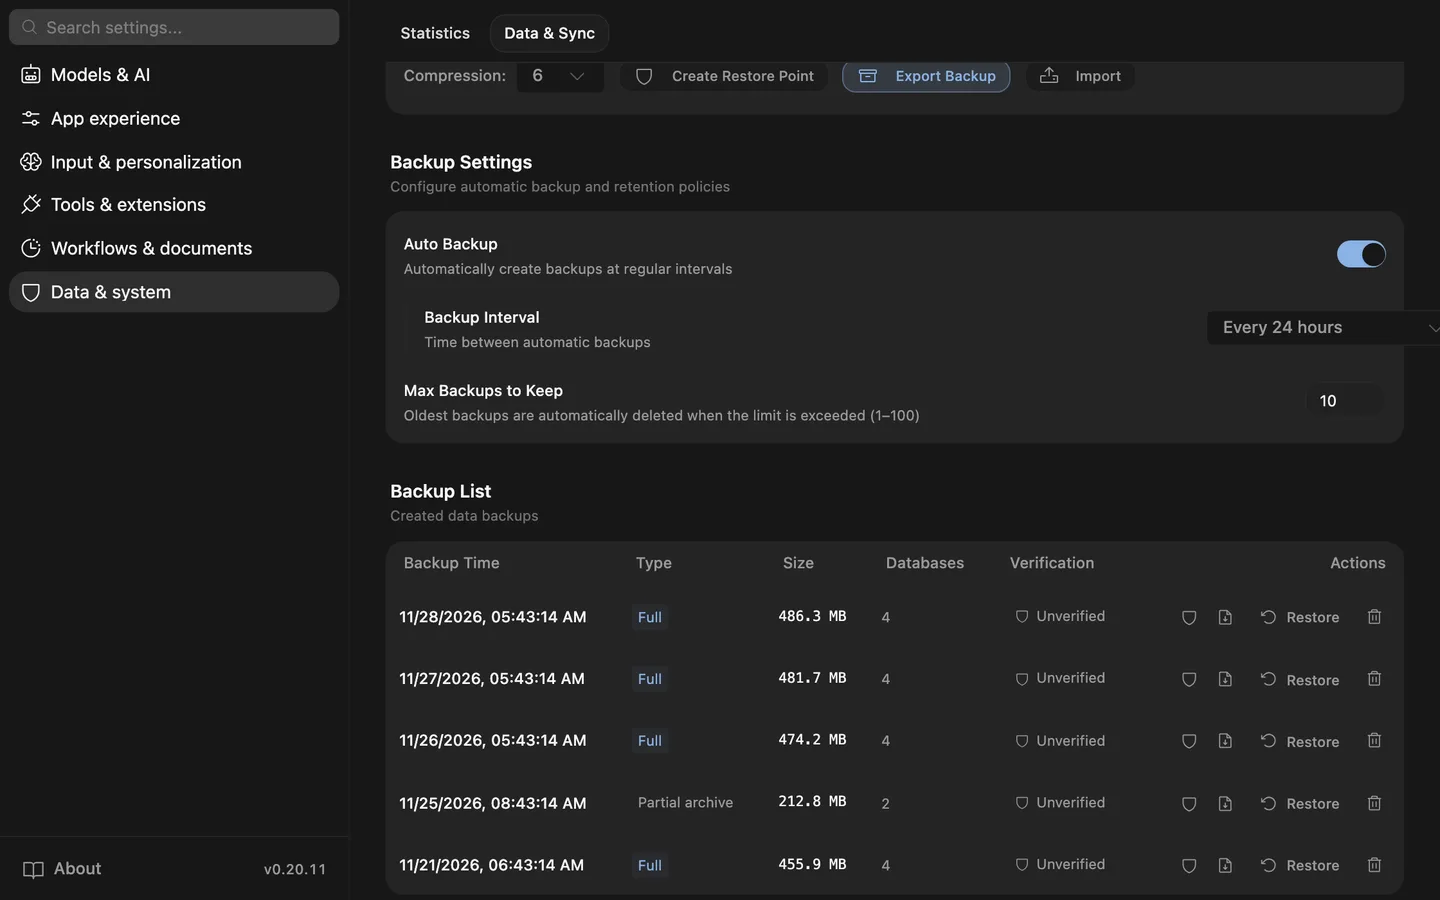 Search settings...
Models & AI
App experience
Input & personalization
Tools & extensions
Workflows & documents
Data & system
About
v0.20.11
Statistics
Data & Sync
Compression:
6
Create Restore Point
Export Backup
Import
Backup Settings
Configure automatic backup and retention policies
Auto Backup
Automatically create backups at regular intervals
Backup Interval
Time between automatic backups
Every 24 hours
Max Backups to Keep
Oldest backups are automatically deleted when the limit is exceeded (1–100)
10
Backup List
Created data backups
Backup Time Type Size Databases Verification Actions
11/28/2026, 05:43:14 AM Full 486.3 MB 4 Unverified Restore
11/27/2026, 05:43:14 AM Full 481.7 MB 4 Unverified Restore
11/26/2026, 05:43:14 AM Full 474.2 MB 4 Unverified Restore
11/25/2026, 08:43:14 AM Partial archive 212.8 MB 2 Unverified Restore
11/21/2026, 06:43:14 AM Full 455.9 MB 4 Unverified Restore